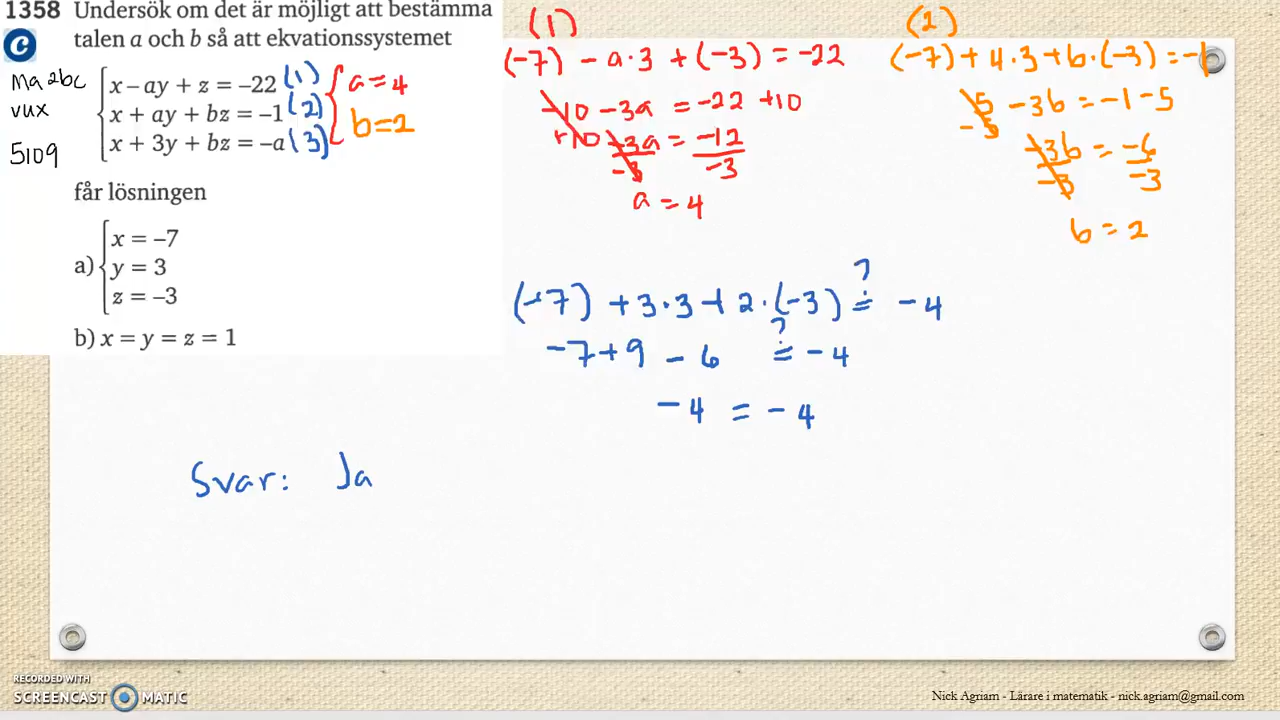 1358 Undersök om det är möjligt att bestämma
talen a och b så att ekvationssystemet
C
Ma 2bc
vux
5109
x – ay + z = –22 (1)
x + ay + bz = –1 (2)
x + 3y + bz = –a (3)
a = 4
b = 2
får lösningen
a) x = –7
y = 3
z = –3
b) x = y = z = 1
(1)
(-7) - a·3 + (-3) = -22
-10 - 3a = -22 +10
+10 -3a = -12
-3 -3
a = 4
(2)
(-7) + 4·3 + b·(-3) = -1
5 - 3b = -1 - 5
-5 -3b = -6
-3 -3
b = 2
(-7) + 3·3 + 2·(-3) ?= -4
-7+9 - 6 ?= -4
-4 = -4
Svar: Ja
RECORDED WITH
SCREENCAST MATIC
Nick Agriam - Lärare i matematik - nick.agriam@gmail.com